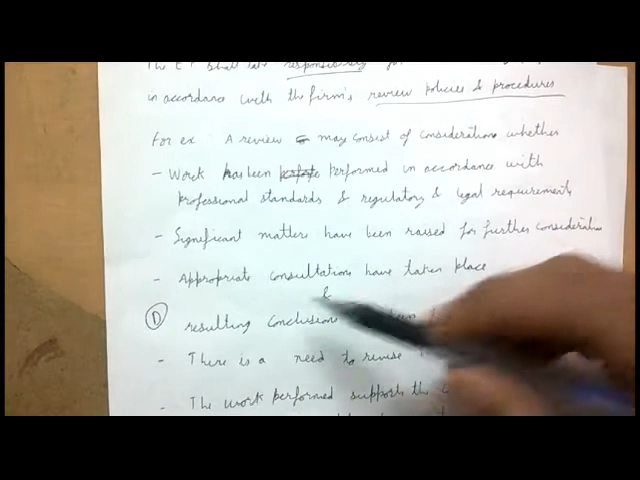 The E P shall take responsibility for
in accordance with the firm's review policies & procedures
For ex A review may consist of considerations whether
- Work has been performed in accordance with
professional standards & regulatory & legal requirements
- Significant matters have been raised for further consideration
- Appropriate consultations have taken place
&
D resulting conclusions
- There is a need to revise
- The work performed supports the